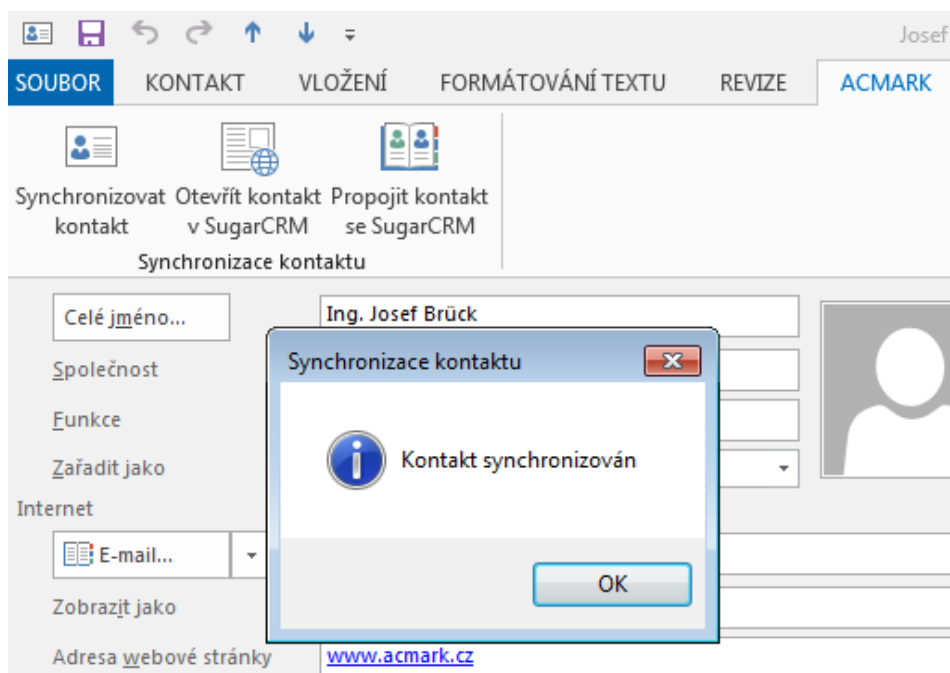 Josef
SOUBOR KONTAKT VLOŽENÍ FORMÁTOVÁNÍ TEXTU REVIZE ACMARK
Synchronizovat Otevřít kontakt Propojit kontakt
kontakt v SugarCRM se SugarCRM
Synchronizace kontaktu
Celé jméno... Ing. Josef Brück
Synchronizace kontaktu
Společnost
Funkce
Kontakt synchronizován
Zařadit jako
Internet
E-mail...
OK
Zobrazit jako
Adresa webové stránky www.acmark.cz